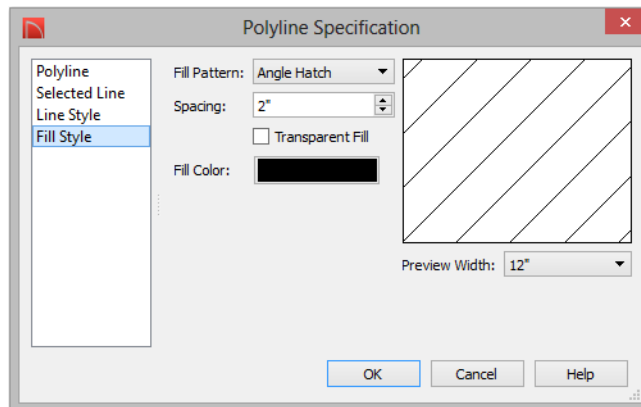 Polyline Specification
Polyline
Selected Line
Line Style
Fill Style
Fill Pattern: Angle Hatch
Spacing: 2"
Transparent Fill
Fill Color:
Preview Width: 12"
OK Cancel Help